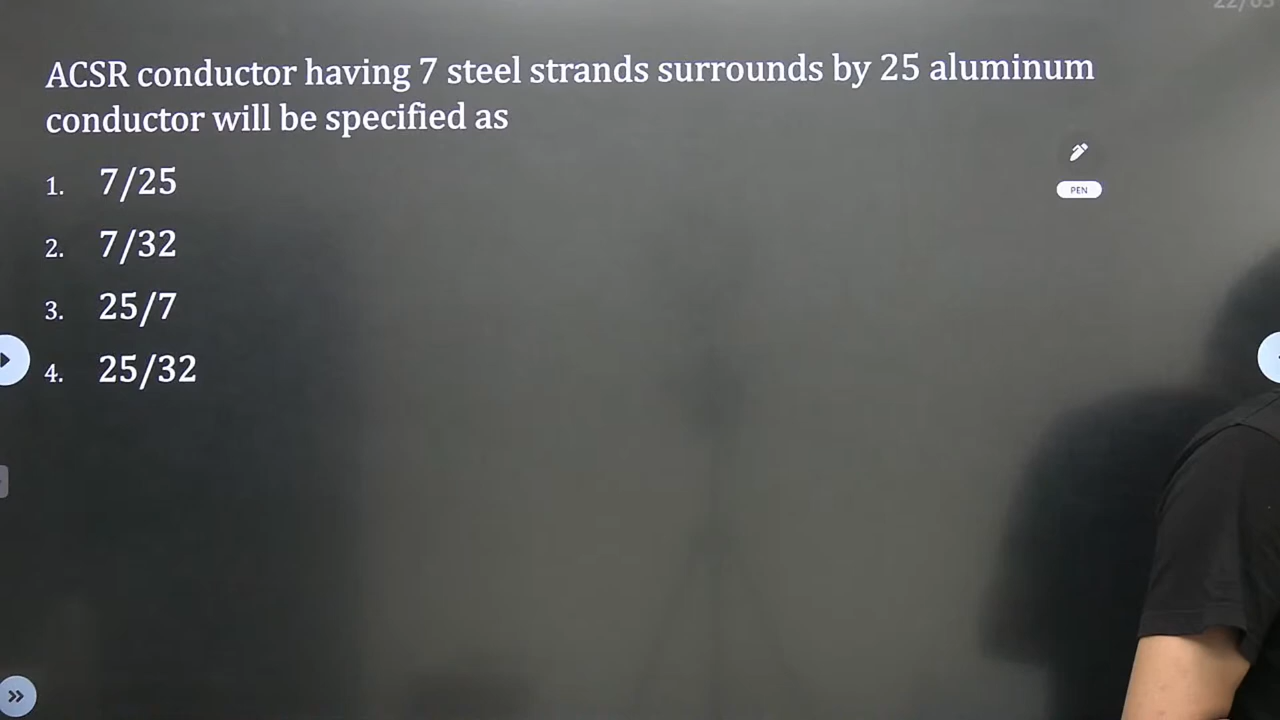 ACSR conductor having 7 steel strands surrounds by 25 aluminum
conductor will be specified as
1. 7/25
2. 7/32
3. 25/7
4. 25/32
PEN